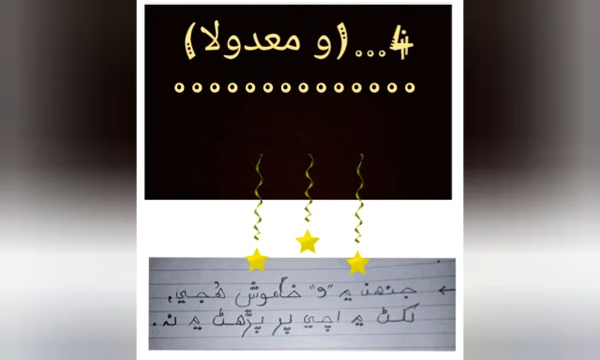 4...(و معدولا)
← جنهن ۾ "و" خاموش هجي،
لکڻ ۾ اچي پر پڙهڻ ۾ نه.